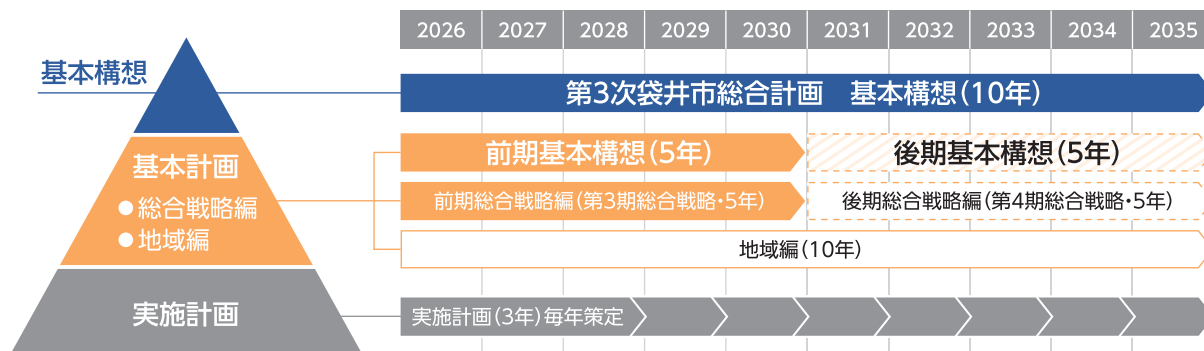 2026 2027 2028 2029 2030 2031 2032 2033 2034 2035
基本構想
第3次袋井市総合計画　基本構想(10年)
基本計画
●総合戦略編
●地域編
前期基本構想(5年)
後期基本構想(5年)
前期総合戦略編(第3期総合戦略・5年)
後期総合戦略編(第4期総合戦略・5年)
地域編(10年)
実施計画
実施計画(3年)毎年策定